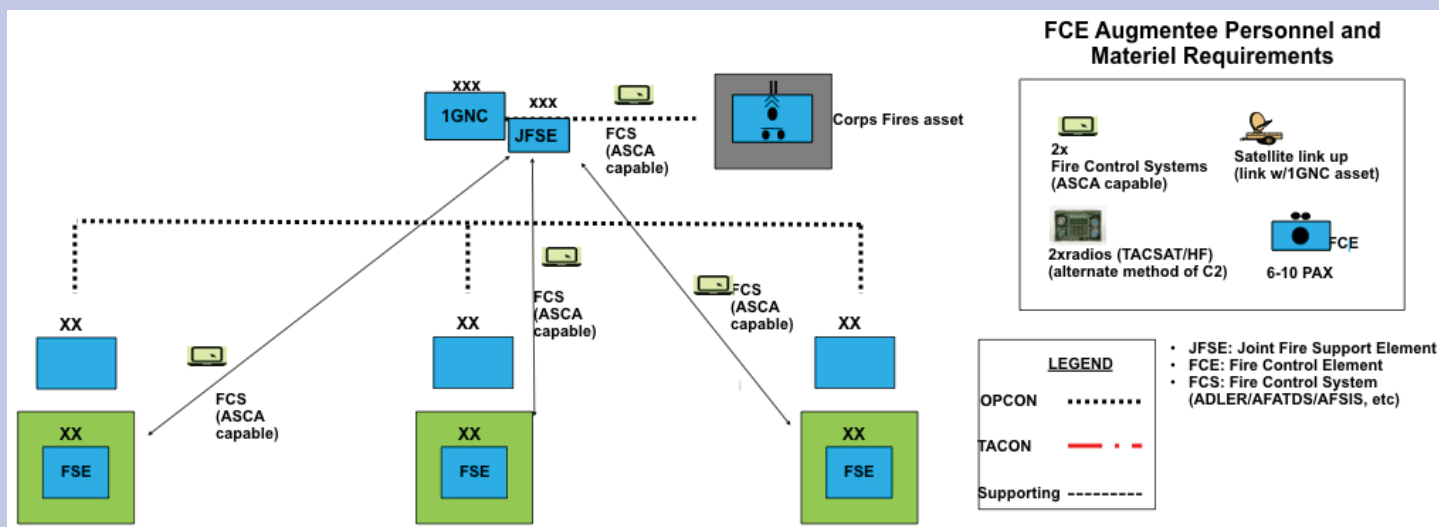 FCE Augmentee Personnel and
Materiel Requirements
xxx
xxx
1GNC
JFSE
FCS
(ASCA
capable)
Corps Fires asset
2x
Fire Control Systems
(ASCA capable)
Satellite link up
(link w/1GNC asset)
2xradios (TACSAT/HF)
(alternate method of C2)
FCE
6-10 PAX
FCS
(ASCA
capable)
FCS
(ASCA
capable)
FCS
(ASCA
capable)
XX
XX
XX
XX
FSE
XX
FSE
XX
FSE
LEGEND
OPCON
TACON
Supporting
• JFSE: Joint Fire Support Element
• FCE: Fire Control Element
• FCS: Fire Control System
(ADLER/AFATDS/AFSIS, etc)